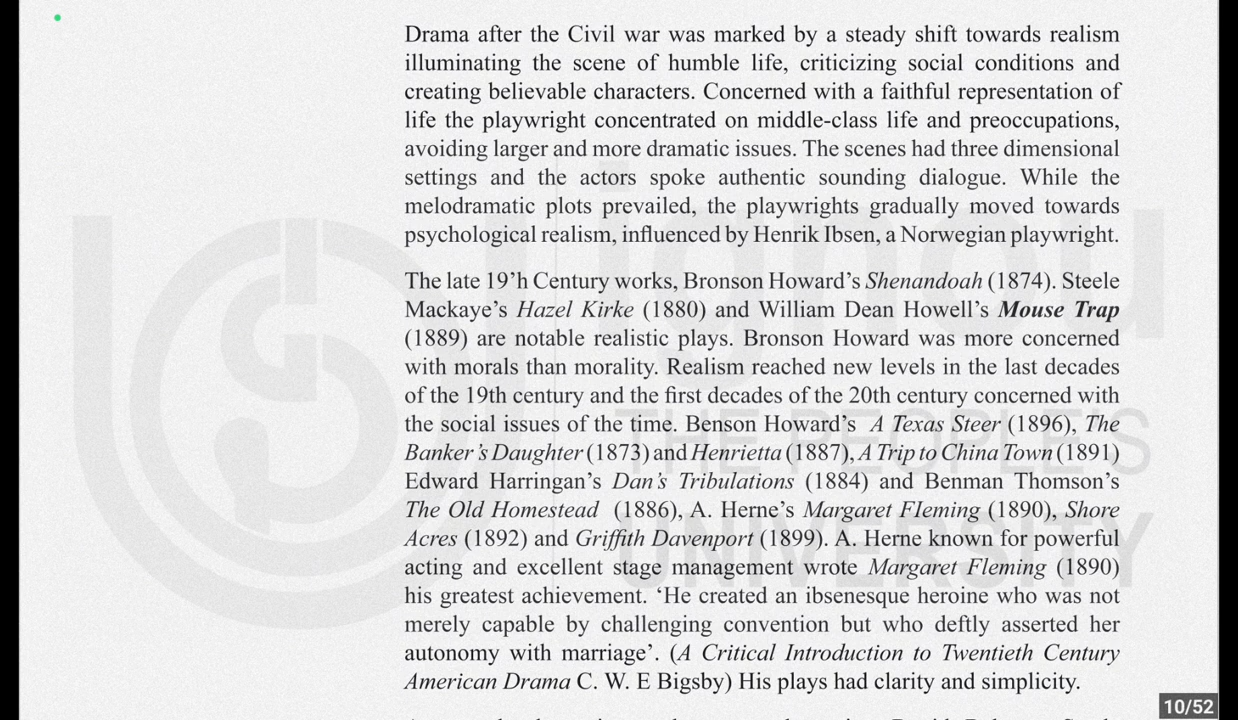 Drama after the Civil war was marked by a steady shift towards realism
illuminating the scene of humble life, criticizing social conditions and
creating believable characters. Concerned with a faithful representation of
life the playwright concentrated on middle-class life and preoccupations,
avoiding larger and more dramatic issues. The scenes had three dimensional
settings and the actors spoke authentic sounding dialogue. While the
melodramatic plots prevailed, the playwrights gradually moved towards
psychological realism, influenced by Henrik Ibsen, a Norwegian playwright.
The late 19’h Century works, Bronson Howard’s Shenandoah (1874). Steele
Mackaye’s Hazel Kirke (1880) and William Dean Howell’s Mouse Trap
(1889) are notable realistic plays. Bronson Howard was more concerned
with morals than morality. Realism reached new levels in the last decades
of the 19th century and the first decades of the 20th century concerned with
the social issues of the time. Benson Howard’s A Texas Steer (1896), The
Banker’s Daughter (1873) and Henrietta (1887), A Trip to China Town (1891)
Edward Harringan’s Dan’s Tribulations (1884) and Benman Thomson’s
The Old Homestead (1886), A. Herne’s Margaret FIeming (1890), Shore
Acres (1892) and Griffith Davenport (1899). A. Herne known for powerful
acting and excellent stage management wrote Margaret Fleming (1890)
his greatest achievement. ‘He created an ibsenesque heroine who was not
merely capable by challenging convention but who deftly asserted her
autonomy with marriage’. (A Critical Introduction to Twentieth Century
American Drama C. W. E Bigsby) His plays had clarity and simplicity.
ignou
THE PEOPLE'S
UNIVERSITY
10/52